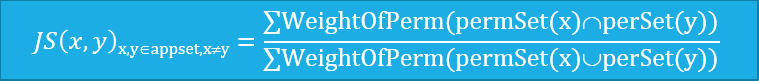 JS(x, y)x,y∈appset,x≠y = ∑WeightOfPerm(permSet(x)∩perSet(y)) / ∑WeightOfPerm(permSet(x)∪perSet(y))